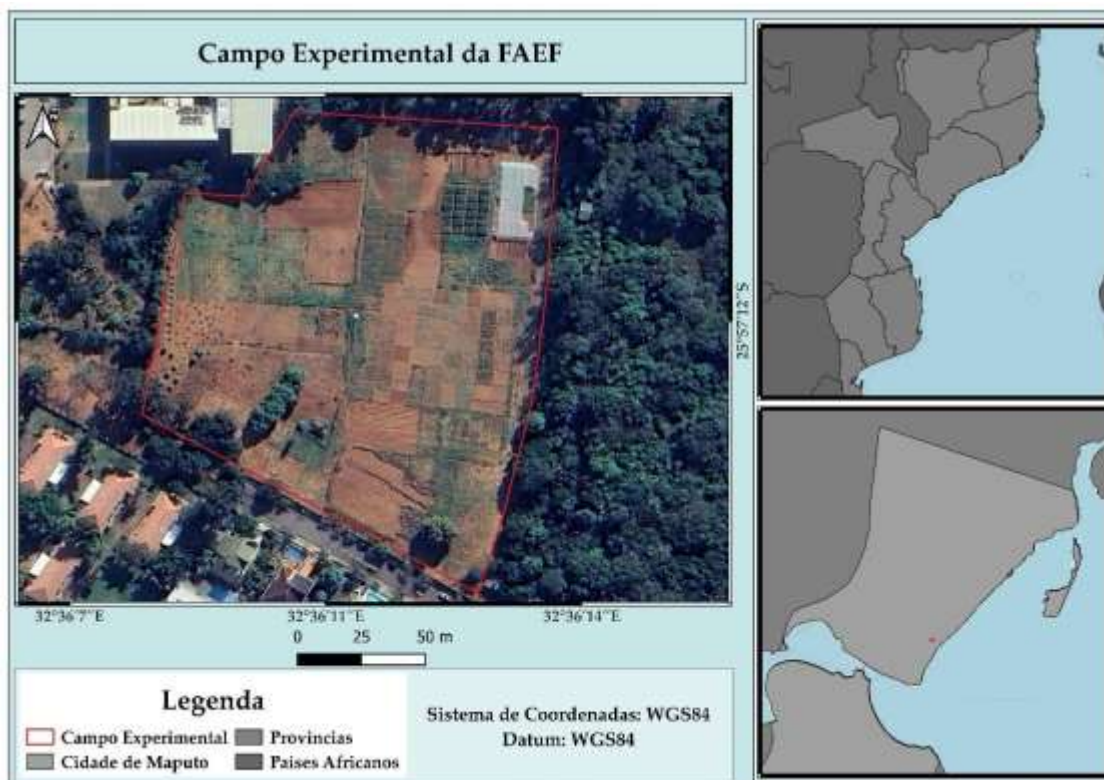 Campo Experimental da FAEF
25°57'12"S
32°36'7"E
32°36'11"E
32°36'14"E
0 25 50 m
Legenda
Campo Experimental
Provincias
Cidade de Maputo
Paises Africanos
Sistema de Coordenadas: WGS84
Datum: WGS84